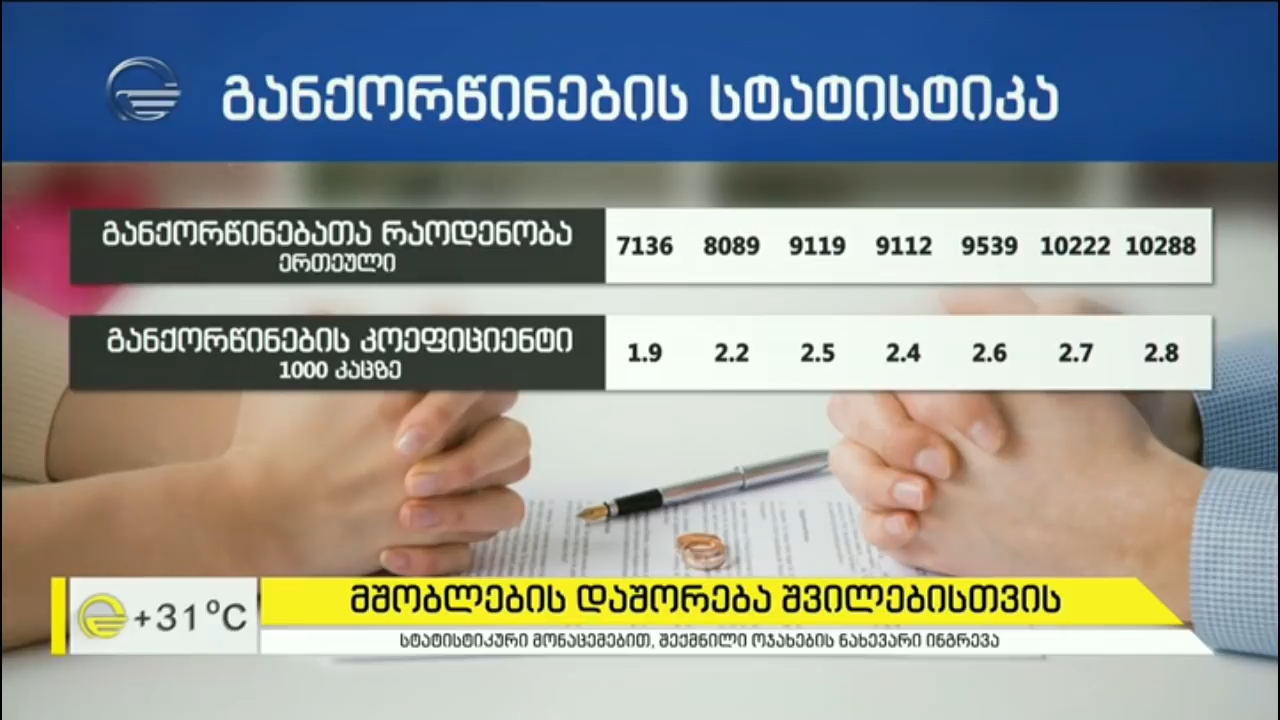 განქორწინების სტატისტიკა
განქორწინებათა რაოდენობა
ერთეული
7136 8089 9119 9112 9539 10222 10288
განქორწინების კოეფიციენტი
1000 კაცზე
1.9 2.2 2.5 2.4 2.6 2.7 2.8
+31°C
მშობლების დაშორება შვილებისთვის
სტატისტიკური მონაცემებით, შექმნილი ოჯახების ნახევარი ინგრევა